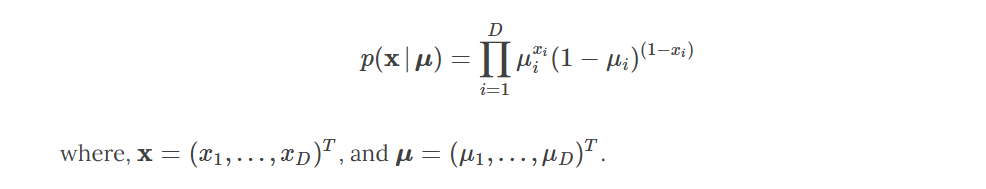 p(𝐱 | 𝛍) = ∏_{i=1}^{D} μ_i^{x_i} (1 − μ_i)^{(1−x_i)}
where, 𝐱 = (x_1, . . . , x_D)^T, and 𝛍 = (μ_1, . . . , μ_D)^T.